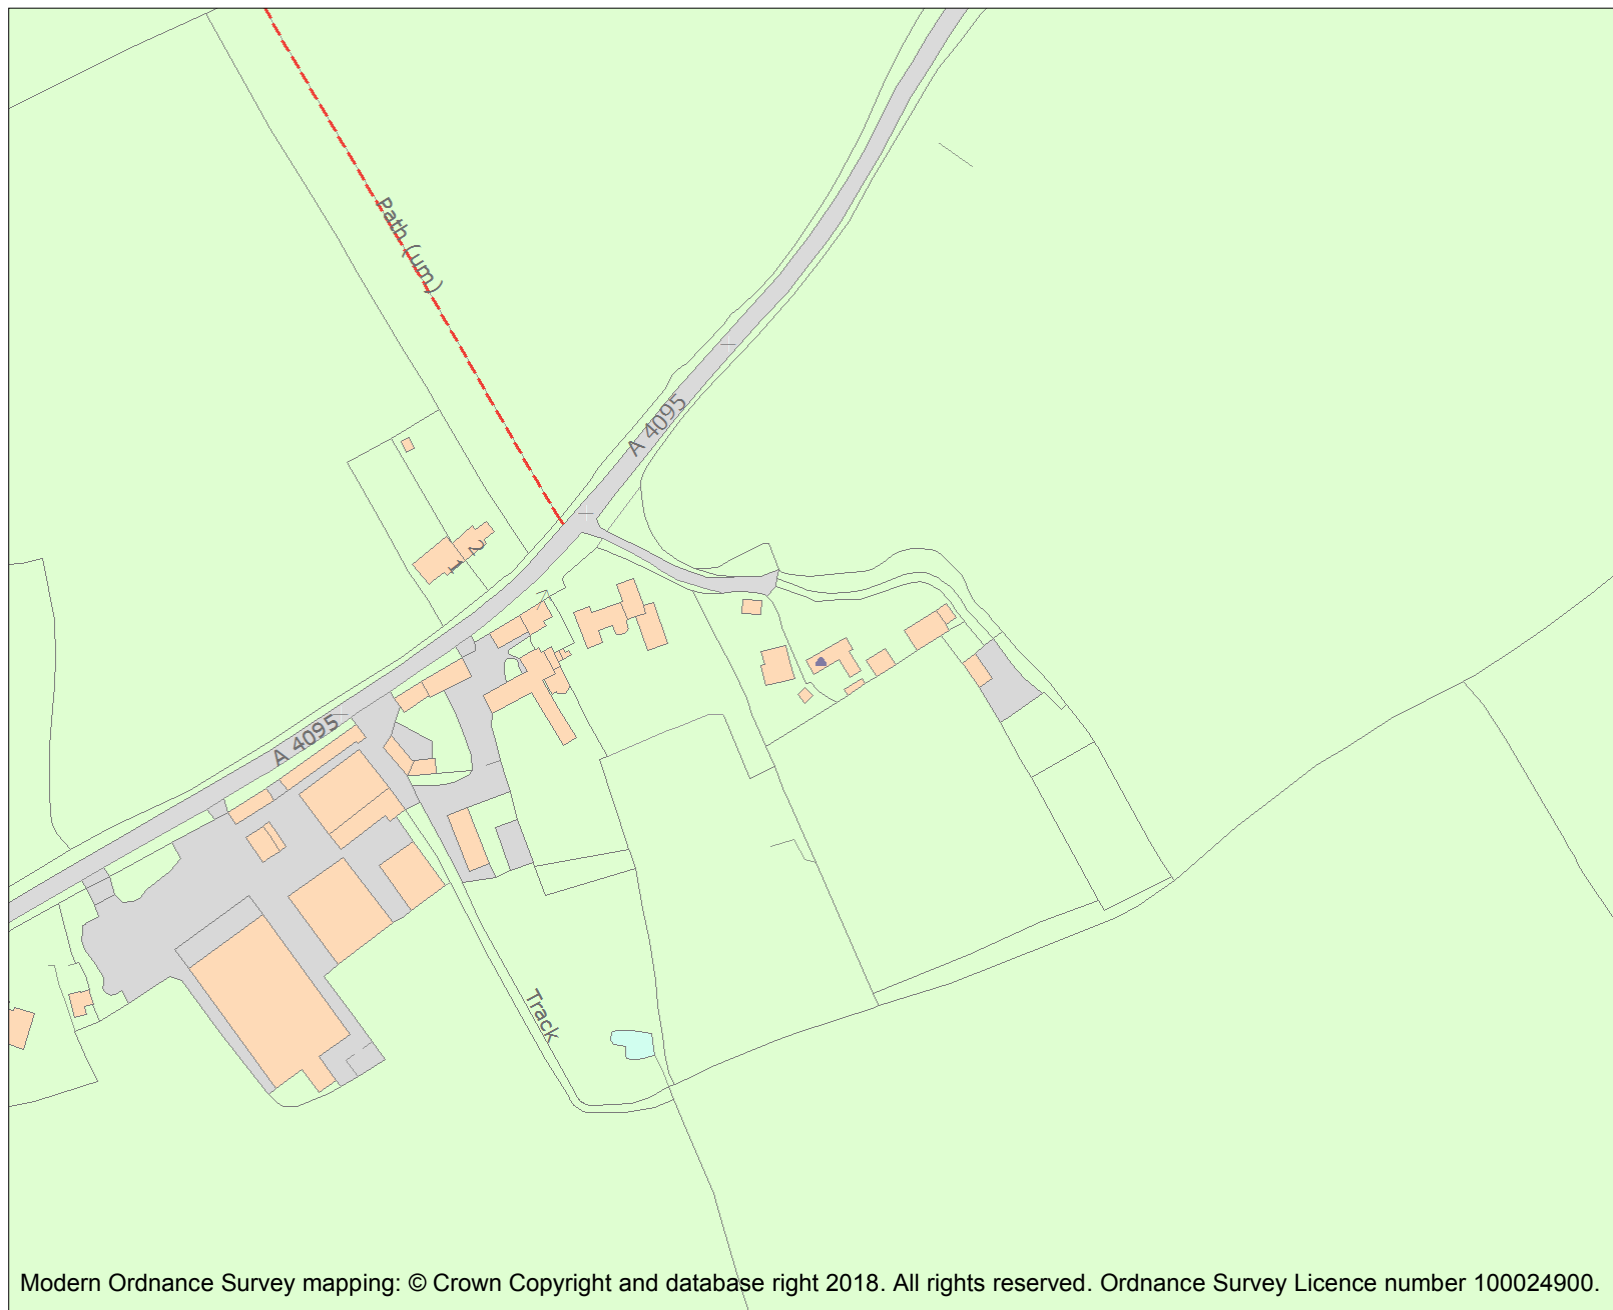 Path (um)
A 4095
2
1
A 4095
Track
Modern Ordnance Survey mapping: © Crown Copyright and database right 2018. All rights reserved. Ordnance Survey Licence number 100024900.